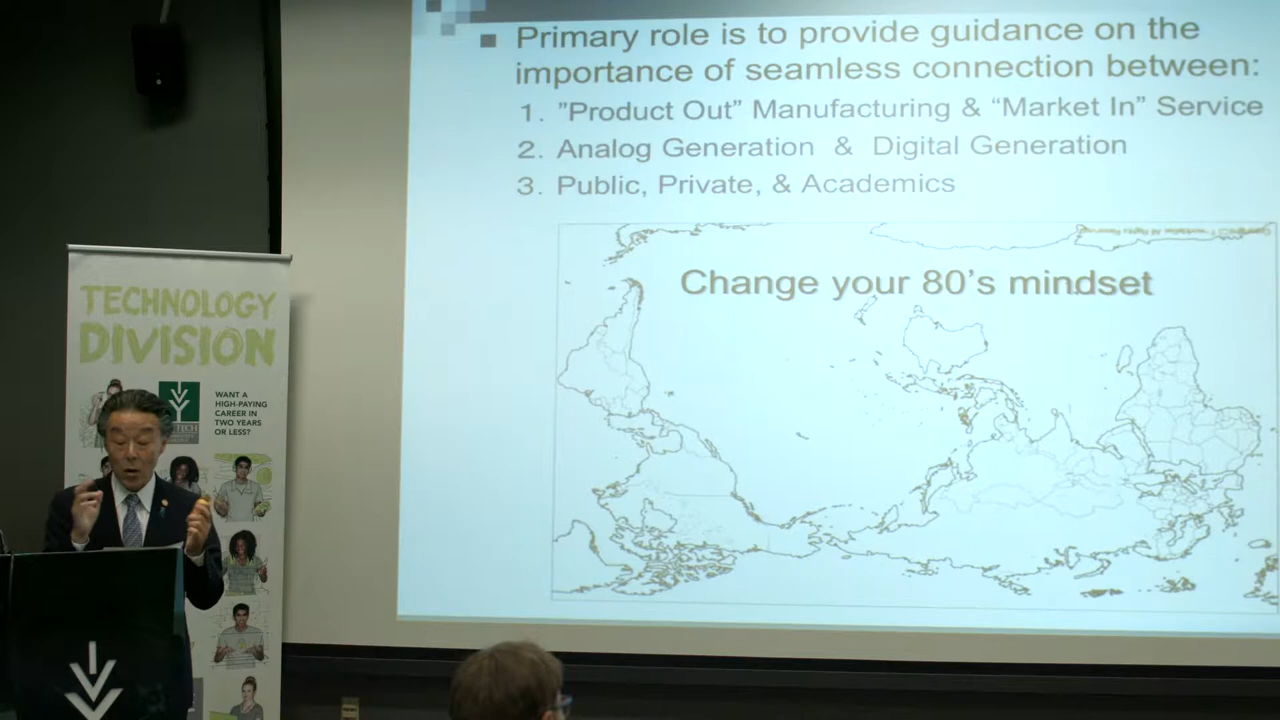 Primary role is to provide guidance on the
importance of seamless connection between:
1. "Product Out" Manufacturing & "Market In" Service
2. Analog Generation & Digital Generation
3. Public, Private, & Academics
Change your 80's mindset
TECHNOLOGY
DIVISION
WANT A
HIGH-PAYING
CAREER IN
TWO YEARS
OR LESS?